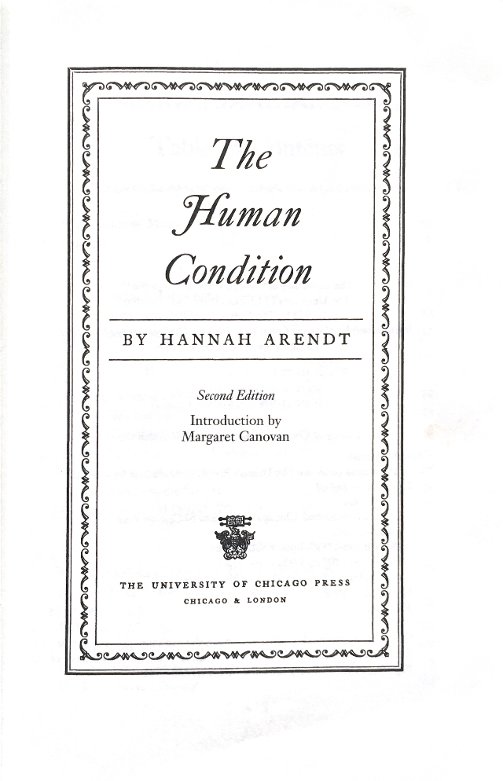 The
Human
Condition
BY HANNAH ARENDT
Second Edition
Introduction by
Margaret Canovan
THE UNIVERSITY OF CHICAGO PRESS
CHICAGO & LONDON